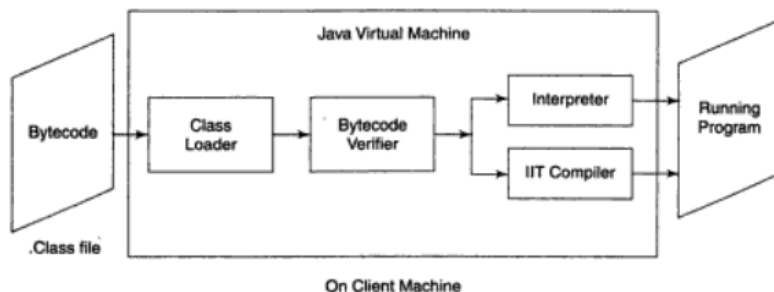 Java Virtual Machine
Bytecode
Class
Loader
Bytecode
Verifier
Interpreter
IIT Compiler
Running
Program
.Class file
On Client Machine